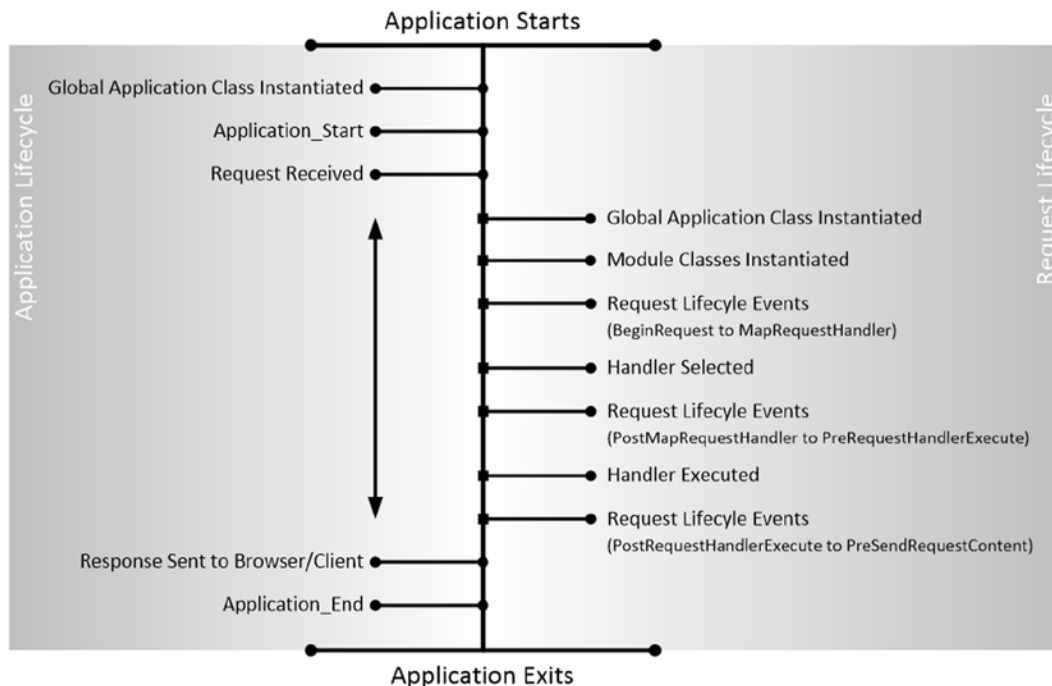 Application Starts
Application Lifecycle
Request Lifecycle
Global Application Class Instantiated
Application_Start
Request Received
Global Application Class Instantiated
Module Classes Instantiated
Request Lifecyle Events
(BeginRequest to MapRequestHandler)
Handler Selected
Request Lifecyle Events
(PostMapRequestHandler to PreRequestHandlerExecute)
Handler Executed
Request Lifecyle Events
(PostRequestHandlerExecute to PreSendRequestContent)
Response Sent to Browser/Client
Application_End
Application Exits